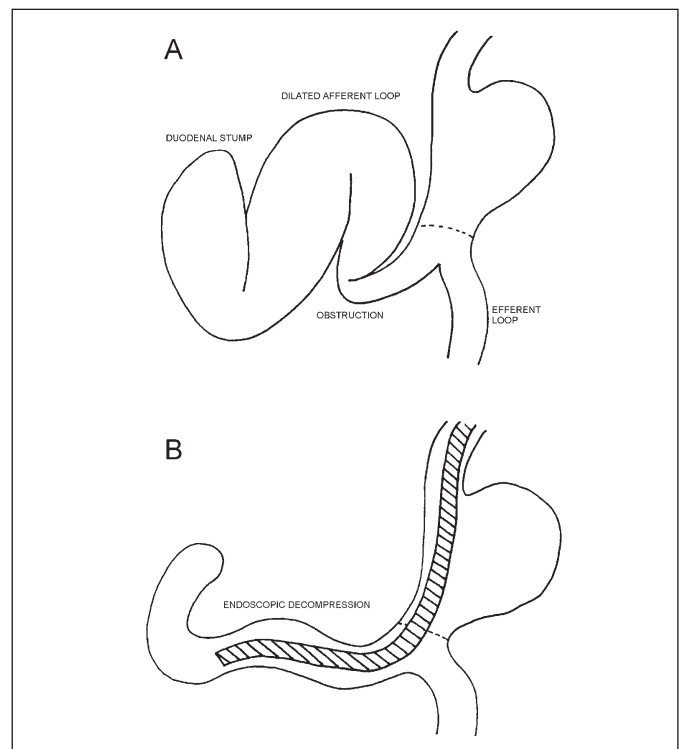 A
DILATED AFFERENT LOOP
DUODENAL STUMP
OBSTRUCTION
EFFERENT
LOOP
B
ENDOSCOPIC DECOMPRESSION